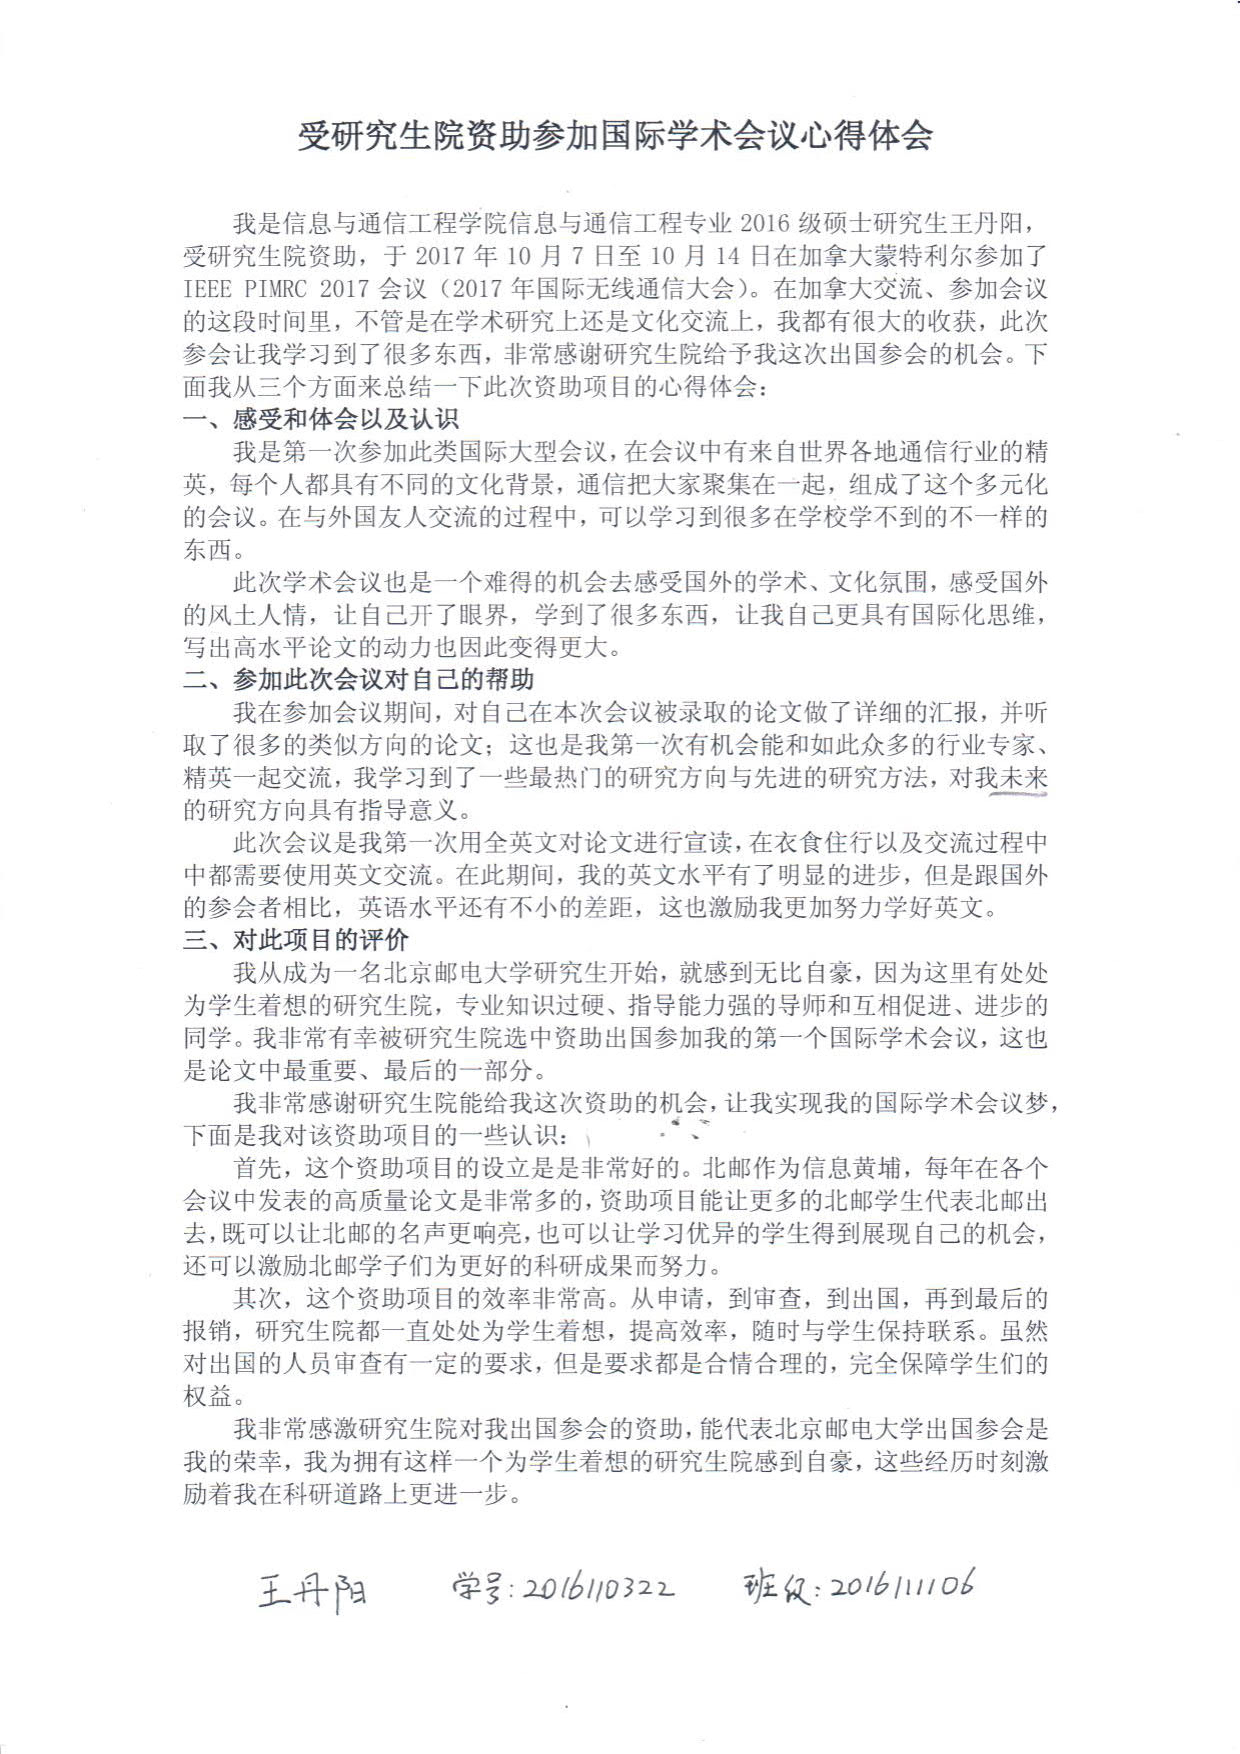 受研究生院资助参加国际学术会议心得体会
我是信息与通信工程学院信息与通信工程专业 2016 级硕士研究生王丹阳，
受研究生院资助，于 2017 年 10 月 7 日至 10 月 14 日在加拿大蒙特利尔参加了
IEEE PIMRC 2017 会议（2017 年国际无线通信大会）。在加拿大交流、参加会议
的这段时间里，不管是在学术研究上还是文化交流上，我都有很大的收获，此次
参会让我学习到了很多东西，非常感谢研究生院给予我这次出国参会的机会。下
面我从三个方面来总结一下此次资助项目的心得体会：
一、感受和体会以及认识
我是第一次参加此类国际大型会议，在会议中有来自世界各地通信行业的精
英，每个人都具有不同的文化背景，通信把大家聚集在一起，组成了这个多元化
的会议。在与外国友人交流的过程中，可以学习到很多在学校学不到的不一样的
东西。
此次学术会议也是一个难得的机会去感受国外的学术、文化氛围，感受国外
的风土人情，让自己开了眼界，学到了很多东西，让我自己更具有国际化思维，
写出高水平论文的动力也因此变得更大。
二、参加此次会议对自己的帮助
我在参加会议期间，对自己在本次会议被录取的论文做了详细的汇报，并听
取了很多的类似方向的论文；这也是我第一次有机会能和如此众多的行业专家、
精英一起交流，我学习到了一些最热门的研究方向与先进的研究方法，对我未来
的研究方向具有指导意义。
此次会议是我第一次用全英文对论文进行宣读，在衣食住行以及交流过程中
中都需要使用英文交流。在此期间，我的英文水平有了明显的进步，但是跟国外
的参会者相比，英语水平还有不小的差距，这也激励我更加努力学好英文。
三、对此项目的评价
我从成为一名北京邮电大学研究生开始，就感到无比自豪，因为这里有处处
为学生着想的研究生院，专业知识过硬、指导能力强的导师和互相促进、进步的
同学。我非常有幸被研究生院选中资助出国参加我的第一个国际学术会议，这也
是论文中最重要、最后的一部分。
我非常感谢研究生院能给我这次资助的机会，让我实现我的国际学术会议梦，
下面是我对该资助项目的一些认识：
首先，这个资助项目的设立是是非常好的。北邮作为信息黄埔，每年在各个
会议中发表的高质量论文是非常多的，资助项目能让更多的北邮学生代表北邮出
去，既可以让北邮的名声更响亮，也可以让学习优异的学生得到展现自己的机会，
还可以激励北邮学子们为更好的科研成果而努力。
其次，这个资助项目的效率非常高。从申请，到审查，到出国，再到最后的
报销，研究生院都一直处处为学生着想，提高效率，随时与学生保持联系。虽然
对出国的人员审查有一定的要求，但是要求都是合情合理的，完全保障学生们的
权益。
我非常感激研究生院对我出国参会的资助，能代表北京邮电大学出国参会是
我的荣幸，我为拥有这样一个为学生着想的研究生院感到自豪，这些经历时刻激
励着我在科研道路上更进一步。
王丹阳 学号：2016110322 班级：2016111106